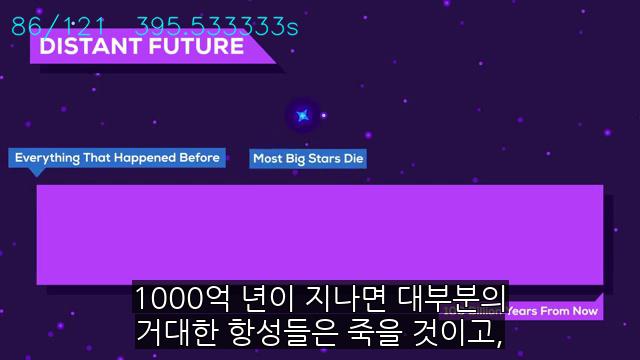 86/121 395.533333s
DISTANT FUTURE
Everything That Happened Before
Most Big Stars Die
Years From Now
1000억 년이 지나면 대부분의
거대한 항성들은 죽을 것이고,